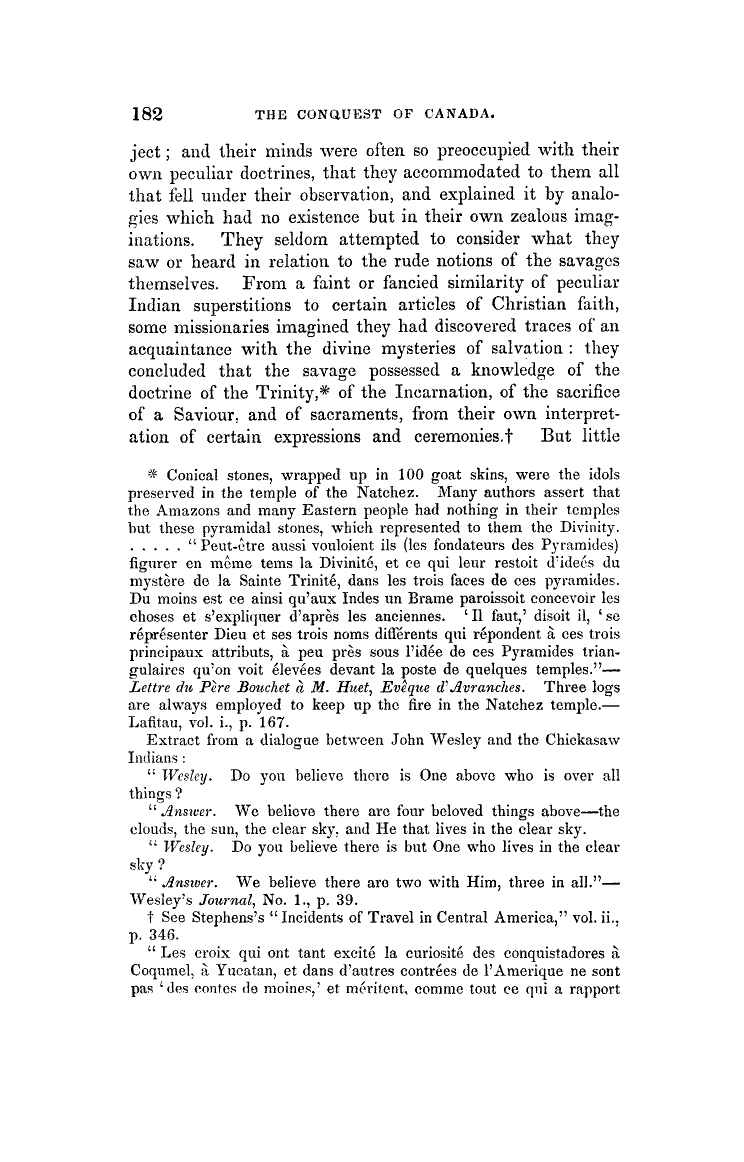 182 THE CONQUEST OF CANADA.
ject; and their minds were often so preoccupied with their
own peculiar doctrines, that they accommodated to them all
that fell under their observation, and explained it by analo-
gies which had no existence but in their own zealous imag-
inations. They seldom attempted to consider what they
saw or heard in relation to the rude notions of the savages
themselves. From a faint or fancied similarity of peculiar
Indian superstitions to certain articles of Christian faith,
some missionaries imagined they had discovered traces of an
acquaintance with the divine mysteries of salvation: they
concluded that the savage possessed a knowledge of the
doctrine of the Trinity,* of the Incarnation, of the sacrifice
of a Saviour, and of sacraments, from their own interpret-
ation of certain expressions and ceremonies.† But little
* Conical stones, wrapped up in 100 goat skins, were the idols
preserved in the temple of the Natchez. Many authors assert that
the Amazons and many Eastern people had nothing in their temples
but these pyramidal stones, which represented to them the Divinity.
. . . . . "Peut-être aussi vouloient ils (les fondateurs des Pyramides)
figurer en même tems la Divinité, et ce qui leur restoit d'ideés du
mystère de la Sainte Trinité, dans les trois faces de ces pyramides.
Du moins est ce ainsi qu'aux Indes un Brame paroissoit concevoir les
choses et s'expliquer d'après les anciennes. 'Il faut,' disoit il, 'se
réprésenter Dieu et ses trois noms différents qui répondent à ces trois
principaux attributs, à peu près sous l'idée de ces Pyramides trian-
gulaires qu'on voit élevées devant la poste de quelques temples."—
Lettre du Père Bouchet à M. Huet, Evêque d'Avranches. Three logs
are always employed to keep up the fire in the Natchez temple.—
Lafitau, vol. i., p. 167.
Extract from a dialogue between John Wesley and the Chickasaw
Indians:
"Wesley. Do you believe there is One above who is over all
things?
"Answer. We believe there are four beloved things above—the
clouds, the sun, the clear sky, and He that lives in the clear sky.
"Wesley. Do you believe there is but One who lives in the clear
sky?
"Answer. We believe there are two with Him, three in all."—
Wesley's Journal, No. 1., p. 39.
† See Stephens's "Incidents of Travel in Central America," vol. ii.,
p. 346.
"Les croix qui ont tant excité la curiosité des conquistadores à
Coqumel, à Yucatan, et dans d'autres contrées de l'Amerique ne sont
pas 'des contes de moines,' et méritent, comme tout ce qui a rapport